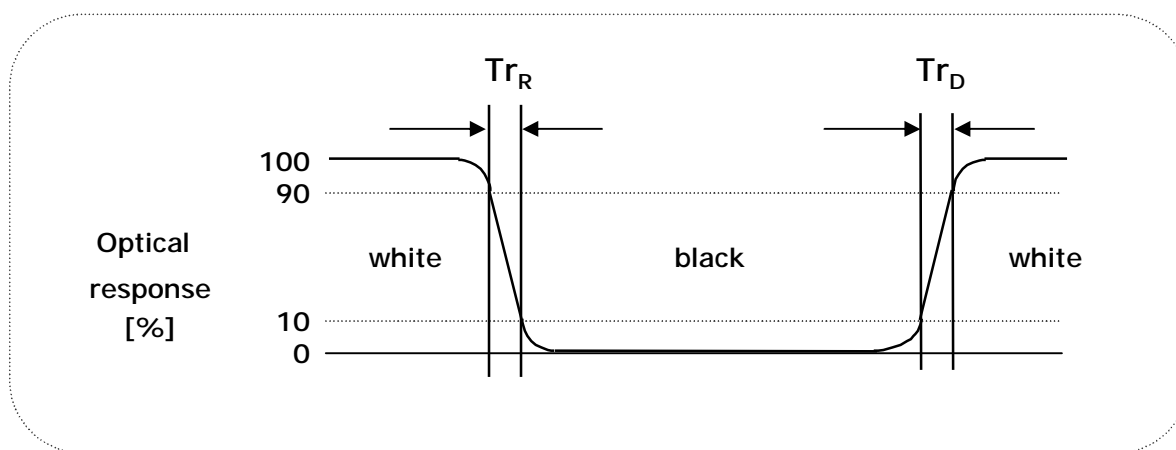 Tr_R Tr_D
100
90
Optical
response
[%]
white black white
10
0